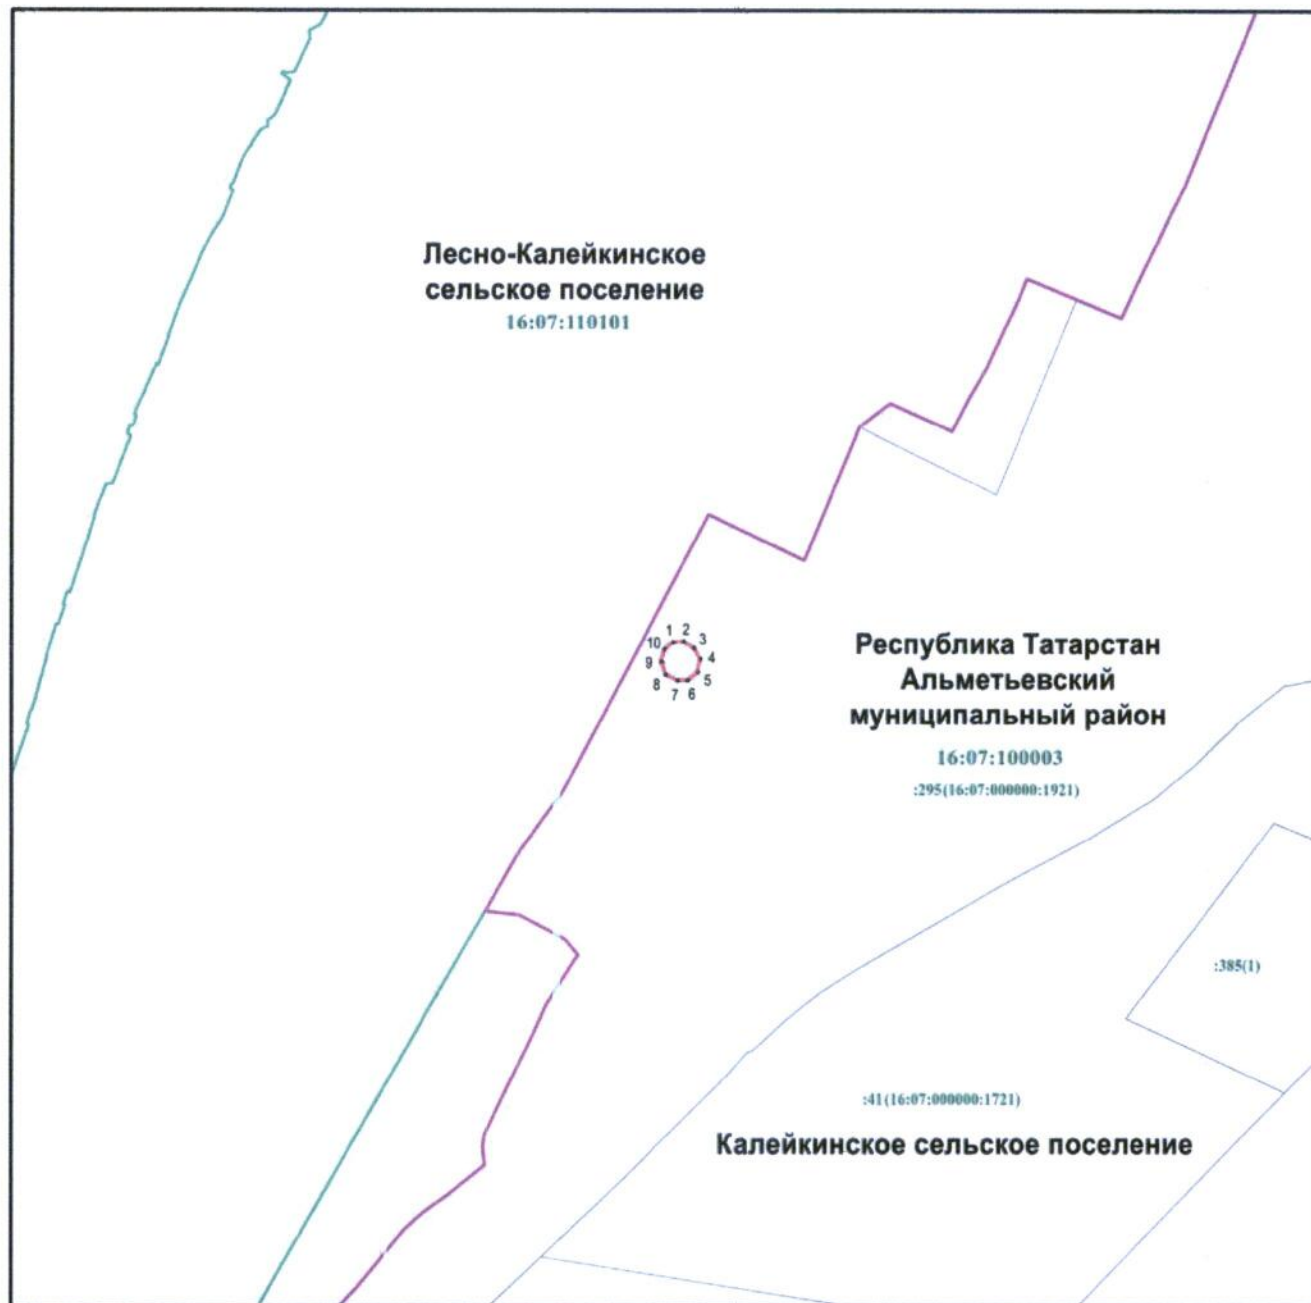 Лесно-Калейкинское
сельское поселение
16:07:110101
1 2
10 3
9 4
8 5
7 6
Республика Татарстан
Альметьевский
муниципальный район
16:07:100003
:295(16:07:000000:1921)
:385(1)
:41(16:07:000000:1721)
Калейкинское сельское поселение